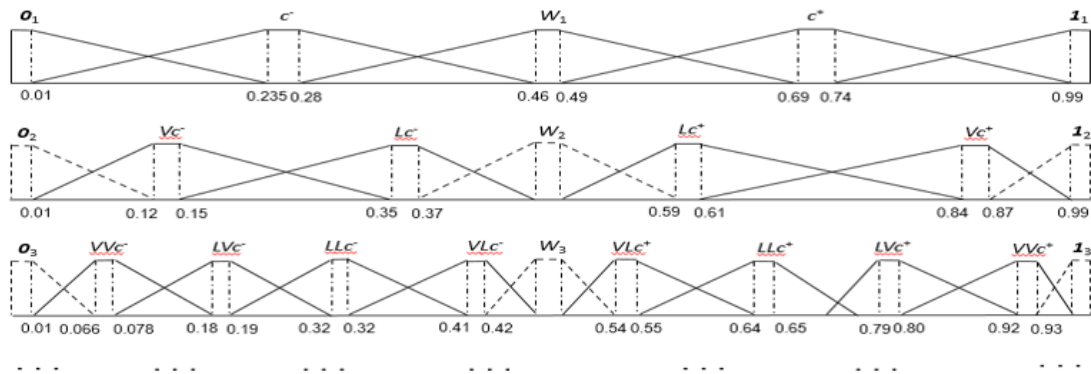 0₁ c⁻ W₁ c⁺ 1₁
0.01 0.235 0.28 0.46 0.49 0.69 0.74 0.99
0₂ Vc⁻ Lc⁻ W₂ Lc⁺ Vc⁺ 1₂
0.01 0.12 0.15 0.35 0.37 0.59 0.61 0.84 0.87 0.99
0₃ VVc⁻ LVc⁻ LLc⁻ VLc⁻ W₃ VLc⁺ LLc⁺ LVc⁺ VVc⁺ 1₃
0.01 0.066 0.078 0.18 0.19 0.32 0.32 0.41 0.42 0.54 0.55 0.64 0.65 0.79 0.80 0.92 0.93
. . . . . . . . . . . . . . . . . . . . .